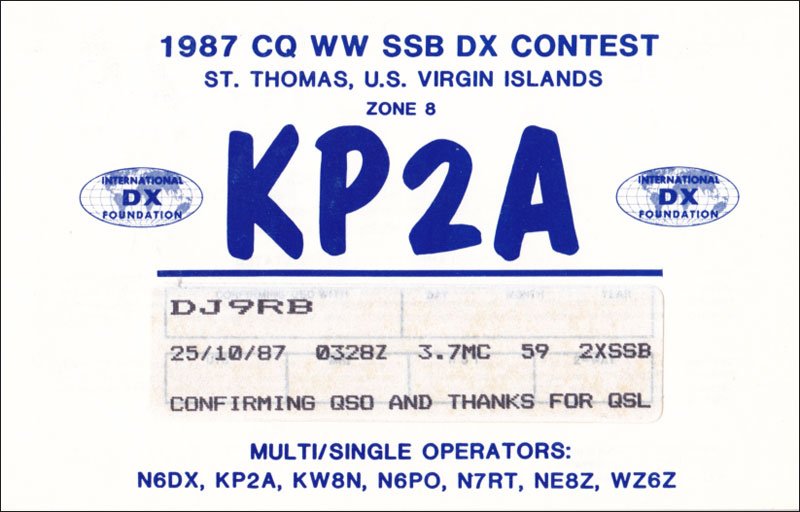 1987 CQ WW SSB DX CONTEST
ST. THOMAS, U.S. VIRGIN ISLANDS
ZONE 8
KP2A
INTERNATIONAL
DX
FOUNDATION
INTERNATIONAL
DX
FOUNDATION
DJ9RB
25/10/87 0328Z 3.7MC 59 2XSSB
CONFIRMING QSO AND THANKS FOR QSL
MULTI/SINGLE OPERATORS:
N6DX, KP2A, KW8N, N6PO, N7RT, NE8Z, WZ6Z